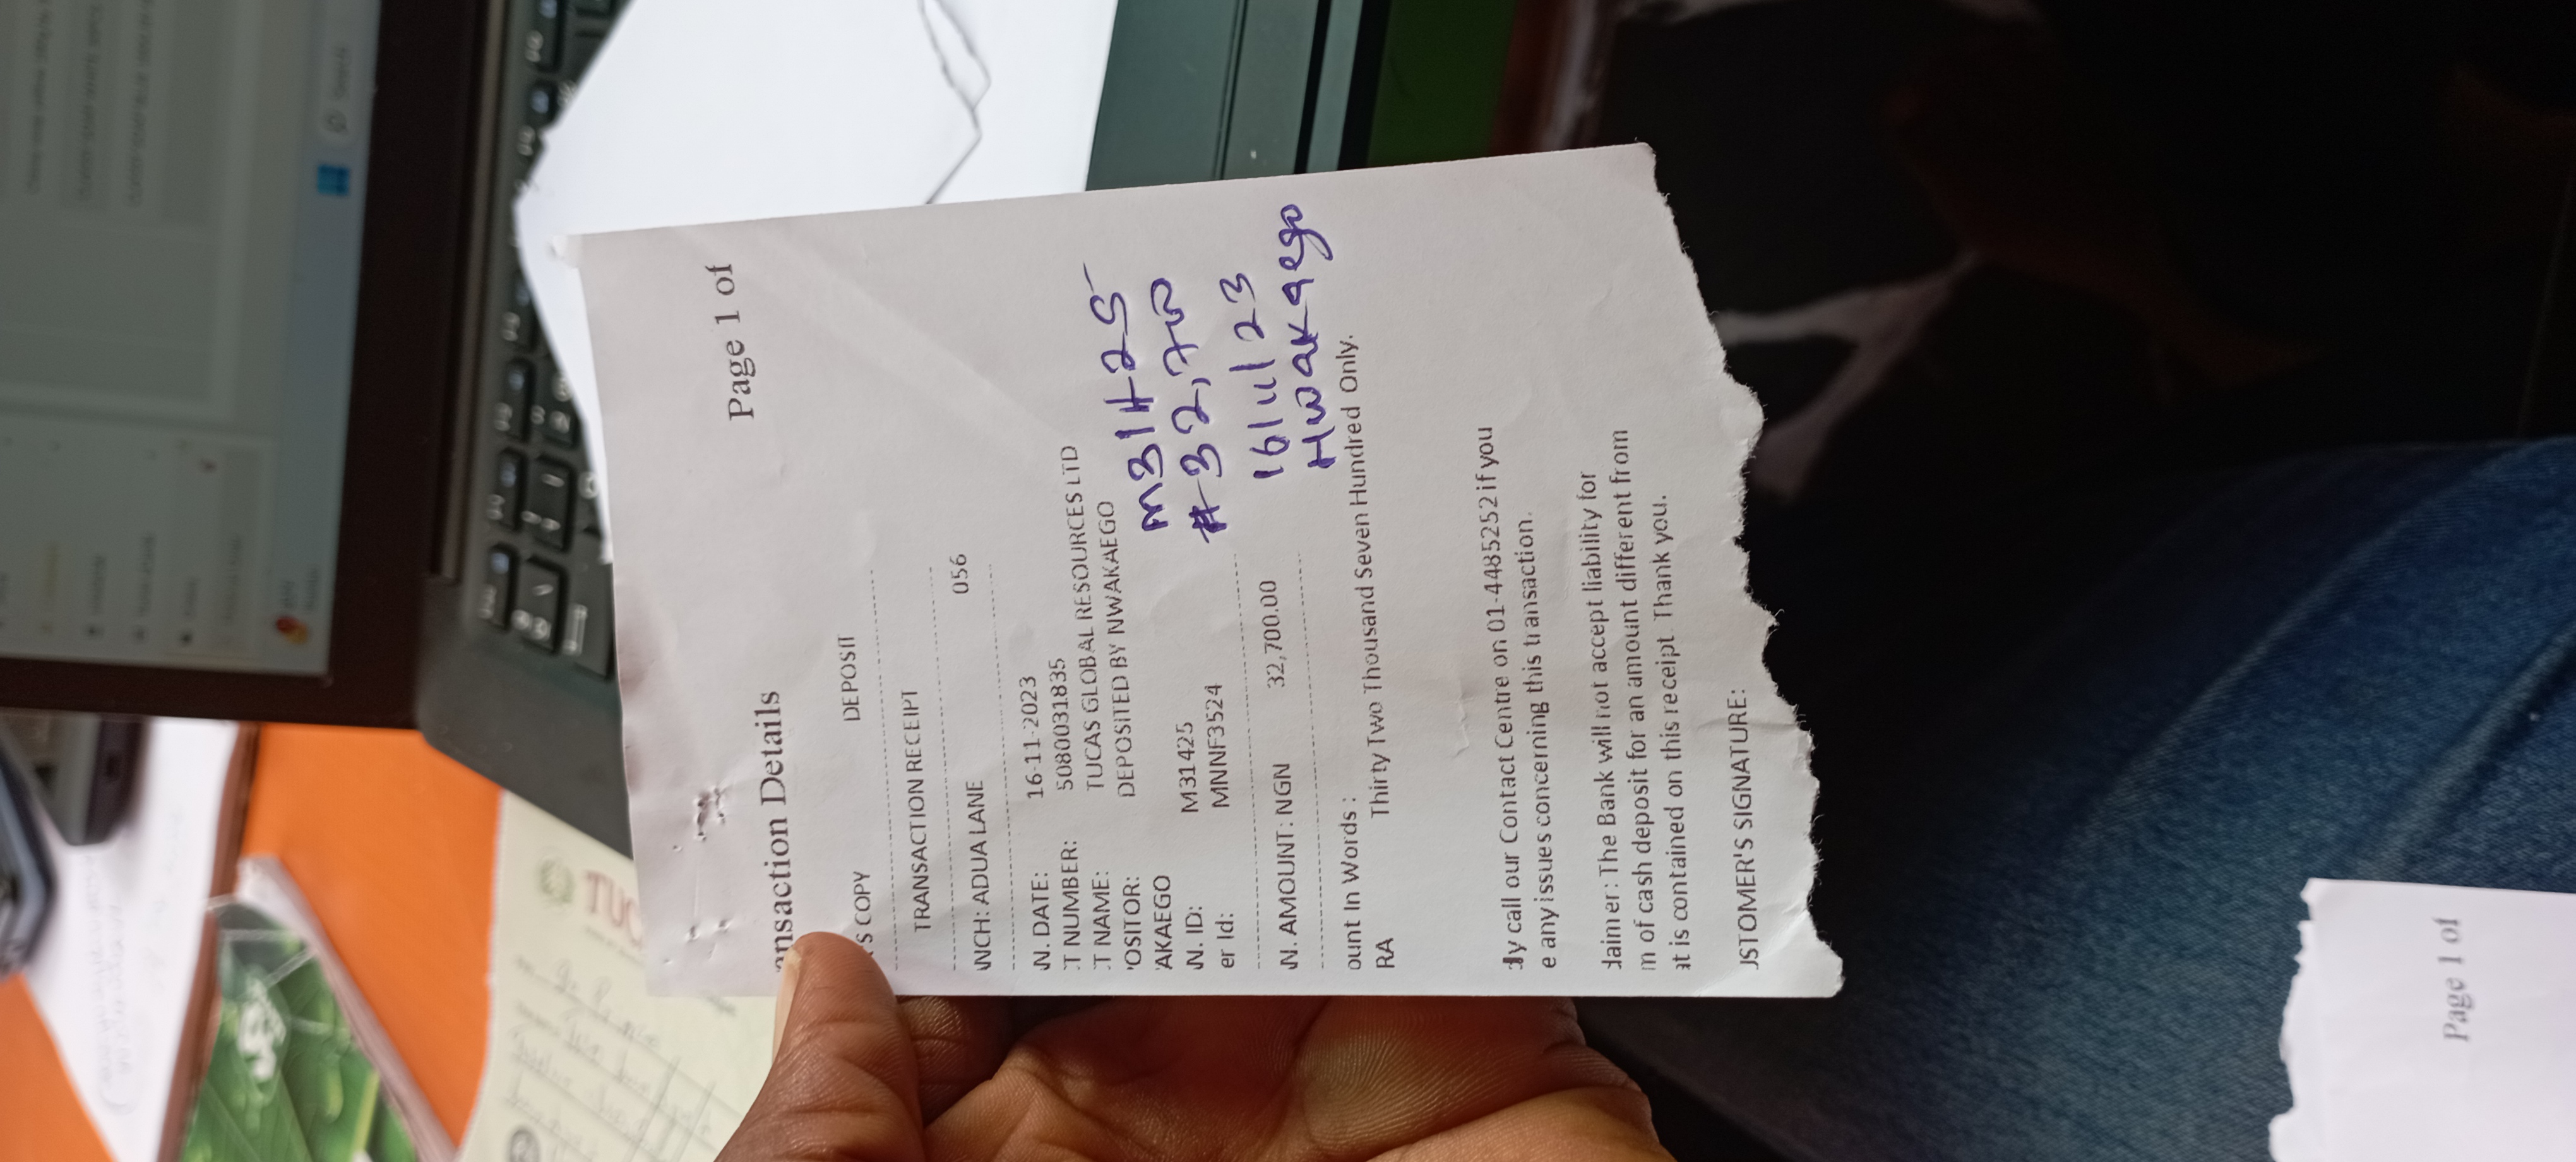 Page 1 of
ansaction Details
'S COPY DEPOSIT
TRANSACTION RECEIPT
NCH: ADUA LANE 056
N. DATE: 16-11-2023
T NUMBER: 5080031835
T NAME: TUCAS GLOBAL RESOURCES LTD
OSITOR: DEPOSITED BY NWAKAEGO
AKAEGO
N. ID: M31425
er Id: MNNF3524
M31425
#32,700
N. AMOUNT: NGN 32,700.00
16/11/23
Nwakaego
ount In Words :
Thirty Two Thousand Seven Hundred Only.
RA
dly call our Contact Centre on 01-4485252 if you
e any issues concerning this transaction.
laimer: The Bank will not accept liability for
m of cash deposit for an amount different from
at is contained on this receipt. Thank you.
JSTOMER'S SIGNATURE:
Page 1 of
TUC
Search